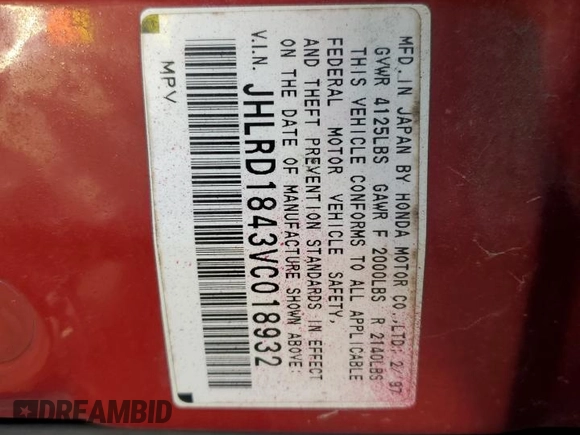 MFD.IN JAPAN BY HONDA MOTOR CO.,LTD; 2/'97
GVWR 4125LBS GAWR F 2000LBS R 2140LBS
THIS VEHICLE CONFORMS TO ALL APPLICABLE
FEDERAL MOTOR VEHICLE SAFETY,
AND THEFT PREVENTION STANDARDS IN EFFECT
ON THE DATE OF MANUFACTURE SHOWN ABOVE:
V.I.N. JHLRD1843VC018932
MPV
DREAMBID